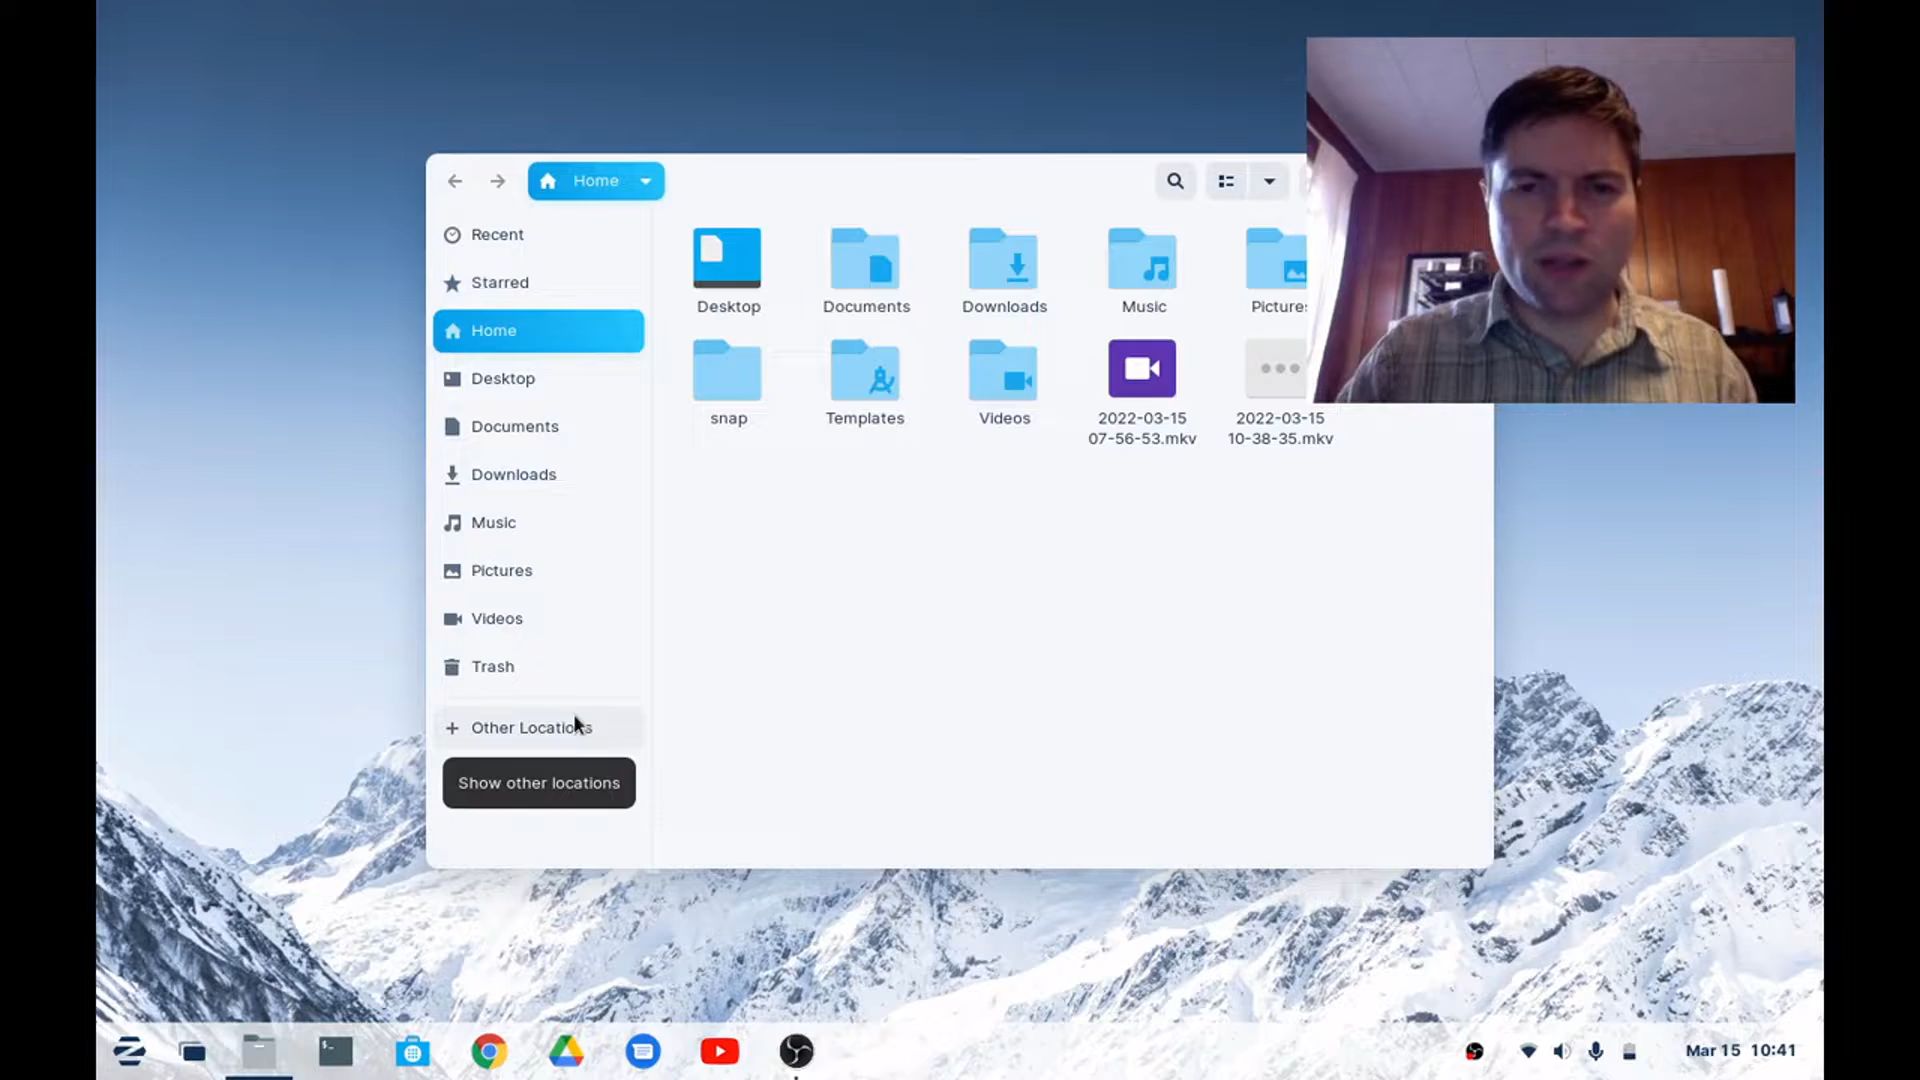 Home
Recent
Starred
Home
Desktop
Documents
Downloads
Music
Pictures
Videos
Trash
Other Locations
Show other locations
Desktop
Documents
Downloads
Music
Pictures
snap
Templates
Videos
2022-03-15
07-56-53.mkv
2022-03-15
10-38-35.mkv
Mar 15 10:41